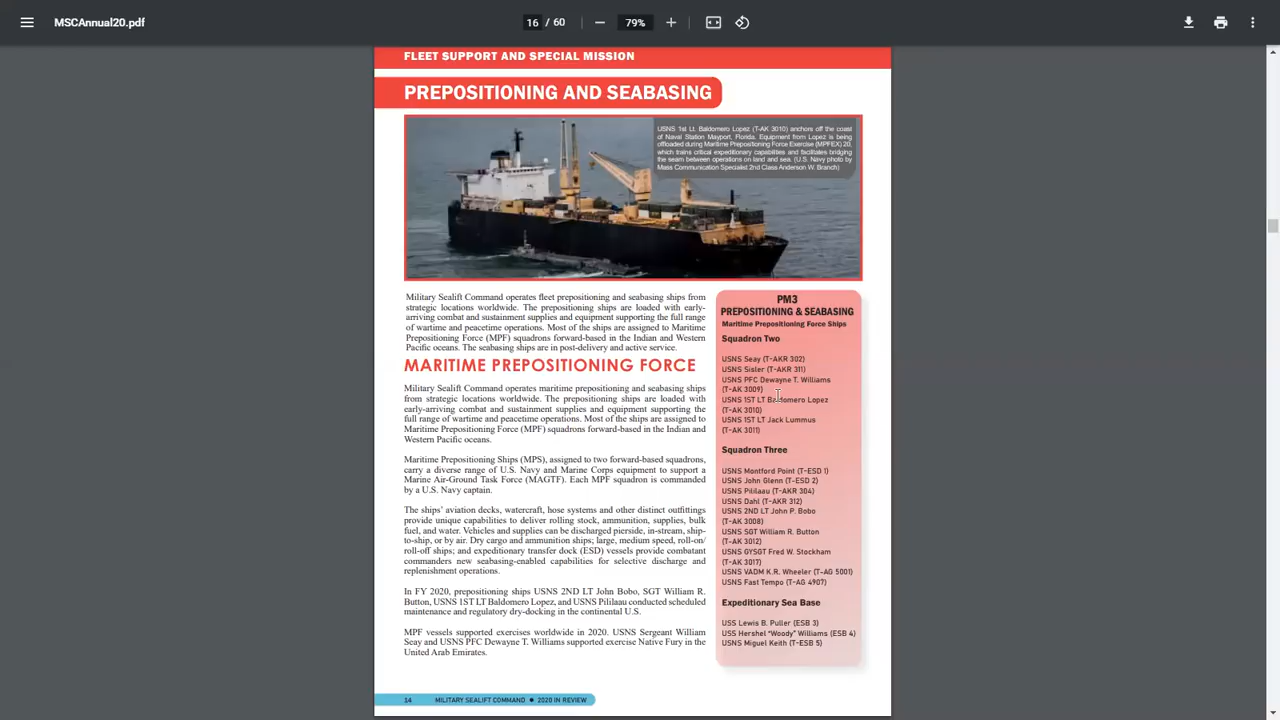 MSCAnnual20.pdf
16 / 60
79%
FLEET SUPPORT AND SPECIAL MISSION
PREPOSITIONING AND SEABASING
USNS 1st Lt. Baldomero Lopez (T-AK 3010) anchors off the coast
of Naval Station Mayport, Florida. Equipment from Lopez is being
offloaded during Maritime Prepositioning Force Exercise (MPFEX) 20,
which trains critical expeditionary capabilities and facilitates bridging
the seam between operations on land and sea. (U.S. Navy photo by
Mass Communication Specialist 2nd Class Anderson W. Branch)
Military Sealift Command operates fleet prepositioning and seabasing ships from
strategic locations worldwide. The prepositioning ships are loaded with early-
arriving combat and sustainment supplies and equipment supporting the full range
of wartime and peacetime operations. Most of the ships are assigned to Maritime
Prepositioning Force (MPF) squadrons forward-based in the Indian and Western
Pacific oceans. The seabasing ships are in post-delivery and active service.
MARITIME PREPOSITIONING FORCE
Military Sealift Command operates maritime prepositioning and seabasing ships
from strategic locations worldwide. The prepositioning ships are loaded with
early-arriving combat and sustainment supplies and equipment supporting the
full range of wartime and peacetime operations. Most of the ships are assigned to
Maritime Prepositioning Force (MPF) squadrons forward-based in the Indian and
Western Pacific oceans.
Maritime Prepositioning Ships (MPS), assigned to two forward-based squadrons,
carry a diverse range of U.S. Navy and Marine Corps equipment to support a
Marine Air-Ground Task Force (MAGTF). Each MPF squadron is commanded
by a U.S. Navy captain.
The ships' aviation decks, watercraft, hose systems and other distinct outfittings
provide unique capabilities to deliver rolling stock, ammunition, supplies, bulk
fuel, and water. Vehicles and supplies can be discharged pierside, in-stream, ship-
to-ship, or by air. Dry cargo and ammunition ships; large, medium speed, roll-on/
roll-off ships; and expeditionary transfer dock (ESD) vessels provide combatant
commanders new seabasing-enabled capabilities for selective discharge and
replenishment operations.
In FY 2020, prepositioning ships USNS 2ND LT John Bobo, SGT William R.
Button, USNS 1ST LT Baldomero Lopez, and USNS Pililaau conducted scheduled
maintenance and regulatory dry-docking in the continental U.S.
MPF vessels supported exercises worldwide in 2020. USNS Sergeant William
Seay and USNS PFC Dewayne T. Williams supported exercise Native Fury in the
United Arab Emirates.
PM3
PREPOSITIONING & SEABASING
Maritime Prepositioning Force Ships
Squadron Two
USNS Seay (T-AKR 302)
USNS Sisler (T-AKR 311)
USNS PFC Dewayne T. Williams
(T-AK 3009)
USNS 1ST LT Baldomero Lopez
(T-AK 3010)
USNS 1ST LT Jack Lummus
(T-AK 3011)
Squadron Three
USNS Montford Point (T-ESD 1)
USNS John Glenn (T-ESD 2)
USNS Pililaau (T-AKR 304)
USNS Dahl (T-AKR 312)
USNS 2ND LT John P. Bobo
(T-AK 3008)
USNS SGT William R. Button
(T-AK 3012)
USNS GYSGT Fred W. Stockham
(T-AK 3017)
USNS VADM K.R. Wheeler (T-AG 5001)
USNS Fast Tempo (T-AG 4907)
Expeditionary Sea Base
USS Lewis B. Puller (ESB 3)
USS Hershel "Woody" Williams (ESB 4)
USNS Miguel Keith (T-ESB 5)
14 MILITARY SEALIFT COMMAND ● 2020 IN REVIEW